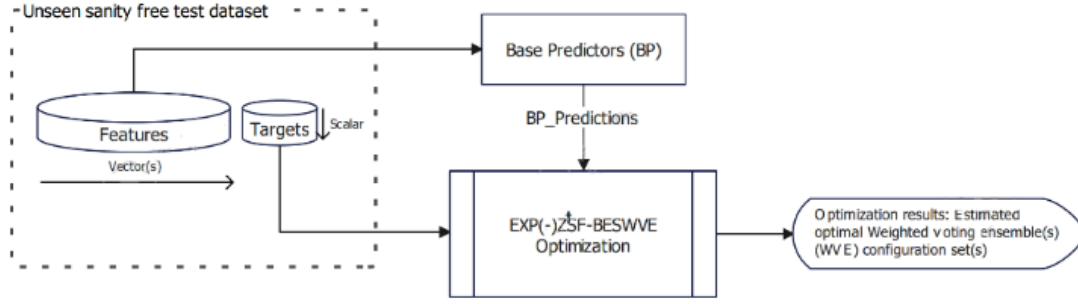 Unseen sanity free test dataset
Base Predictors (BP)
Features
Targets
Scalar
Vector(s)
BP_Predictions
EXP(-)ZSF-BESWVE
Optimization
Optimization results: Estimated
optimal Weighted voting ensemble(s)
(WVE) configuration set(s)